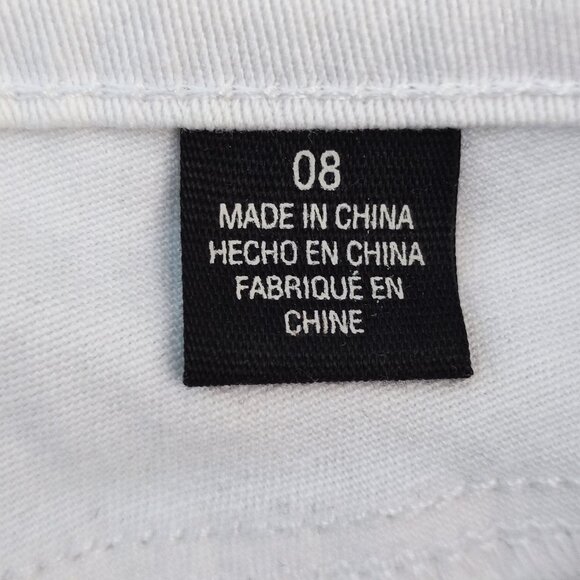 08
MADE IN CHINA
HECHO EN CHINA
FABRIQUÉ EN
CHINE